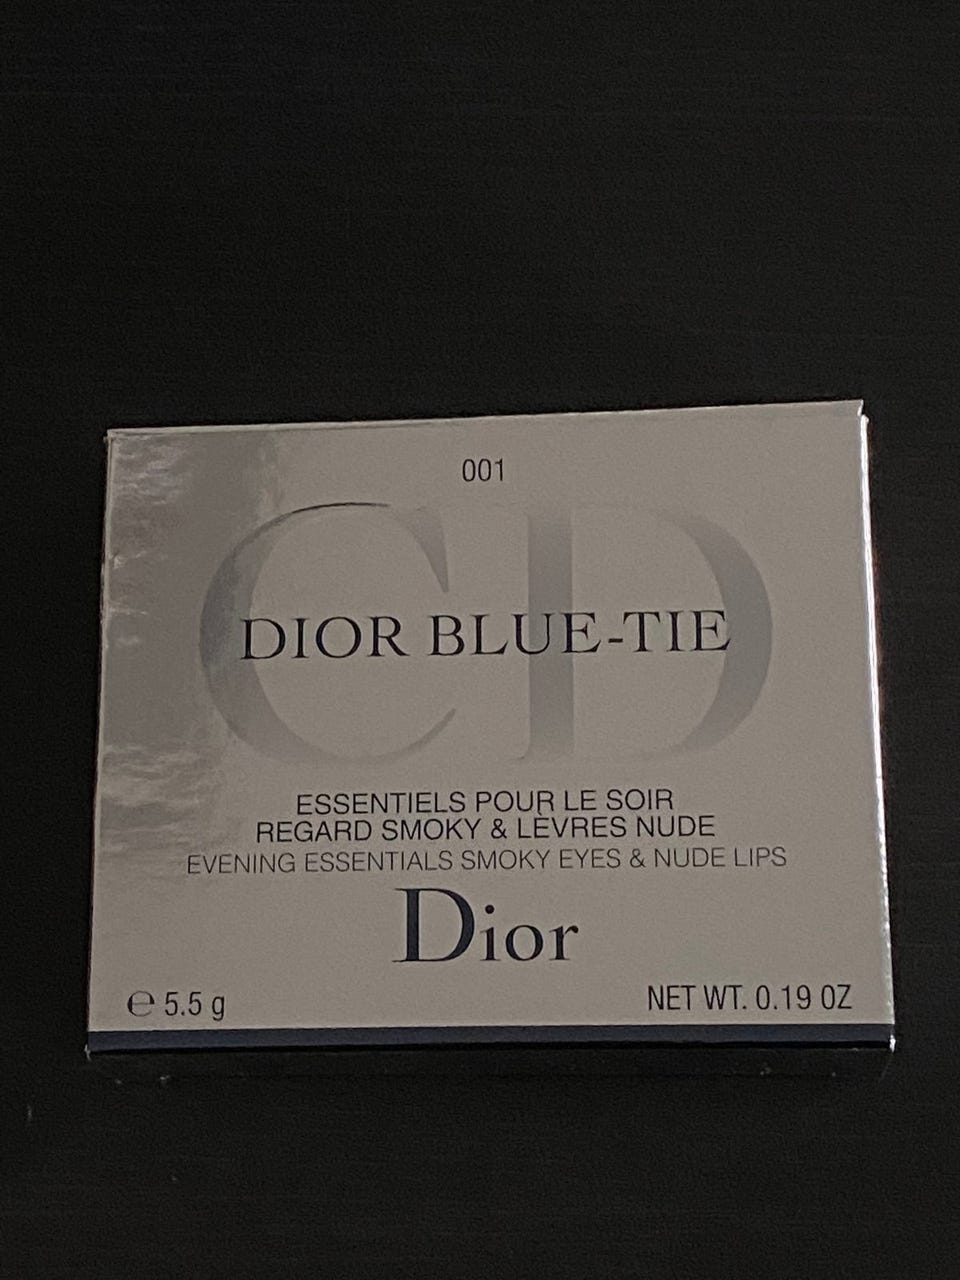 001
CD
DIOR BLUE-TIE
ESSENTIELS POUR LE SOIR
REGARD SMOKY & LÈVRES NUDE
EVENING ESSENTIALS SMOKY EYES & NUDE LIPS
Dior
℮ 5.5 g NET WT. 0.19 OZ